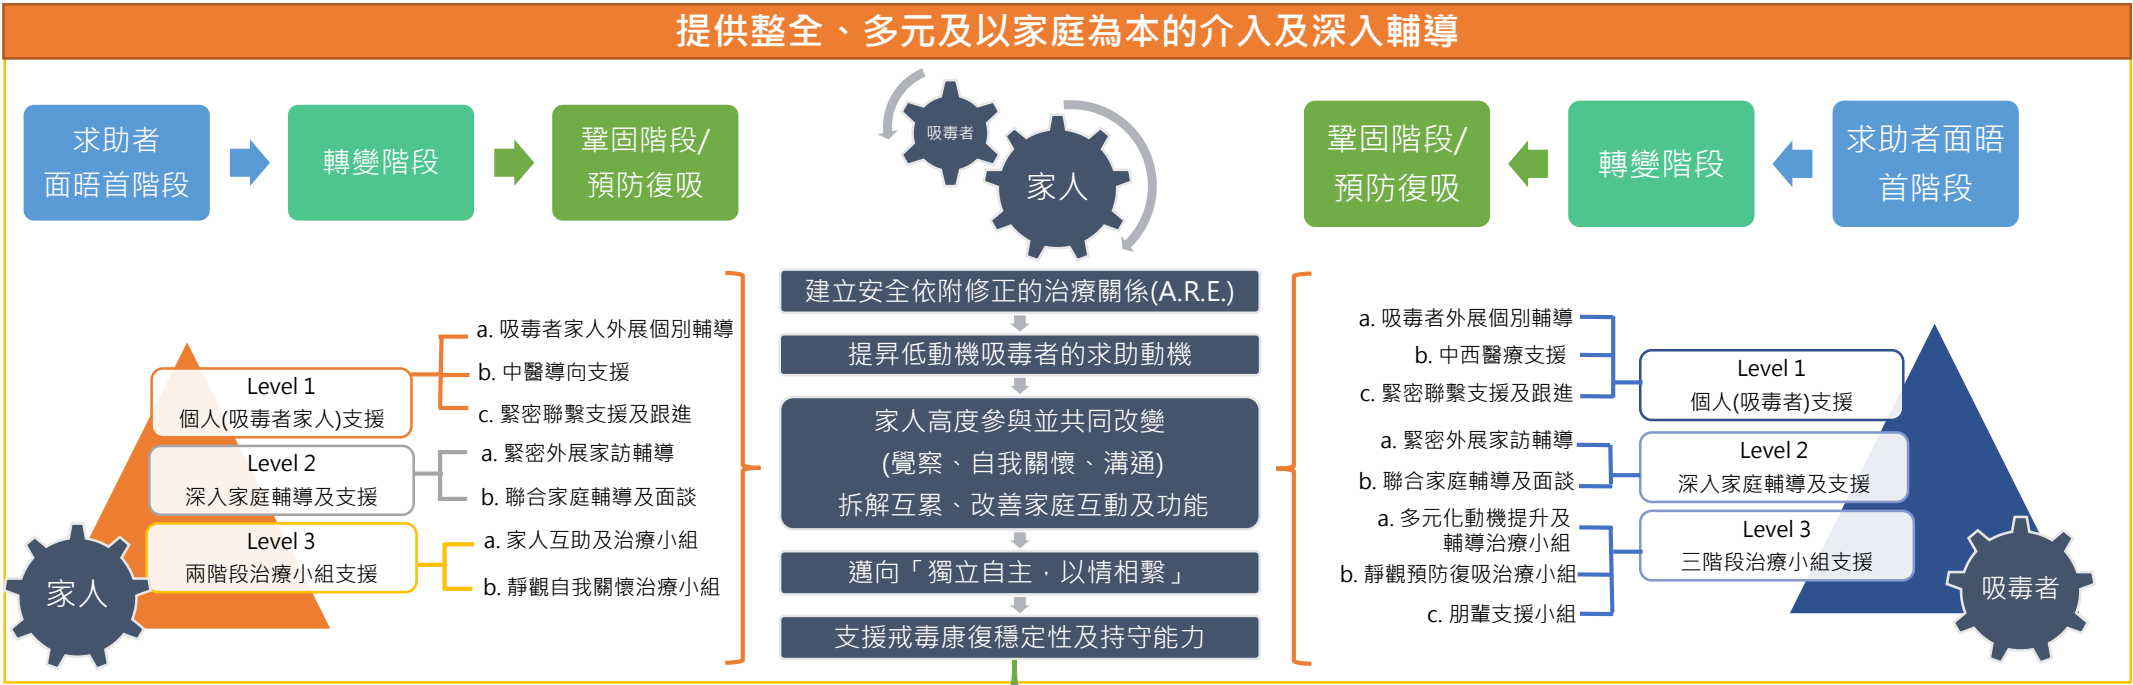 提供整全、多元及以家庭為本的介入及深入輔導
求助者
面晤首階段
轉變階段
鞏固階段/
預防復吸
吸毒者
家人
鞏固階段/
預防復吸
轉變階段
求助者面晤
首階段
Level 1
個人(吸毒者家人)支援
a. 吸毒者家人外展個別輔導
b. 中醫導向支援
c. 緊密聯繫支援及跟進
Level 2
深入家庭輔導及支援
a. 緊密外展家訪輔導
b. 聯合家庭輔導及面談
Level 3
兩階段治療小組支援
a. 家人互助及治療小組
b. 靜觀自我關懷治療小組
家人
建立安全依附修正的治療關係(A.R.E.)
提昇低動機吸毒者的求助動機
家人高度參與並共同改變
(覺察、自我關懷、溝通)
拆解互累、改善家庭互動及功能
邁向「獨立自主，以情相繫」
支援戒毒康復穩定性及持守能力
a. 吸毒者外展個別輔導
b. 中西醫療支援
c. 緊密聯繫支援及跟進
Level 1
個人(吸毒者)支援
a. 緊密外展家訪輔導
b. 聯合家庭輔導及面談
Level 2
深入家庭輔導及支援
a. 多元化動機提升及
輔導治療小組
b. 靜觀預防復吸治療小組
c. 朋輩支援小組
Level 3
三階段治療小組支援
吸毒者